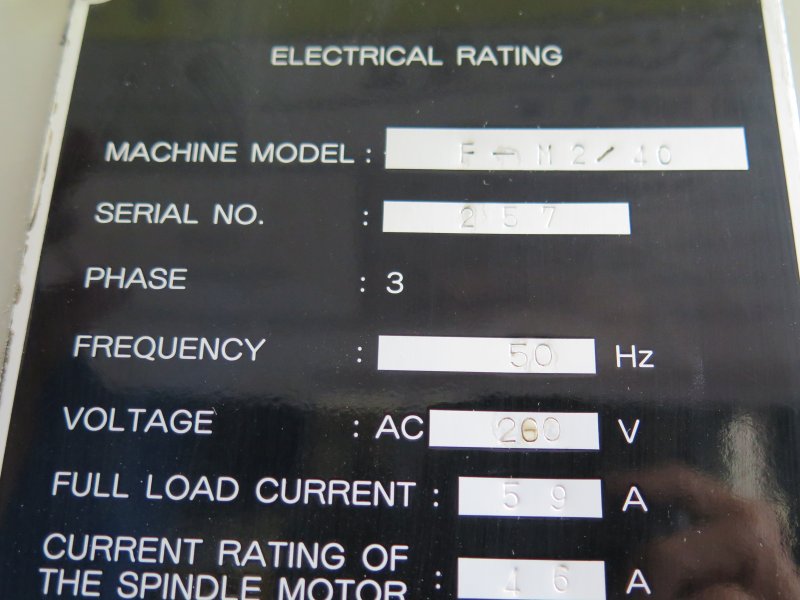 ELECTRICAL RATING
MACHINE MODEL : F-M2/40
SERIAL NO. : 257
PHASE : 3
FREQUENCY : 50 Hz
VOLTAGE : AC 200 V
FULL LOAD CURRENT : 59 A
CURRENT RATING OF
THE SPINDLE MOTOR : 46 A